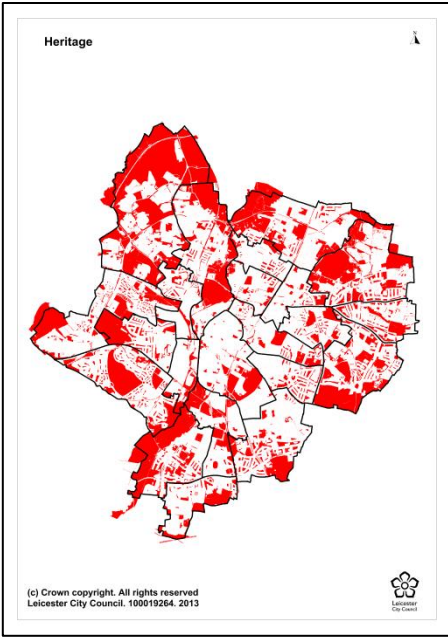 Heritage
N
(c) Crown copyright. All rights reserved
Leicester City Council. 100019264. 2013
Leicester
City Council